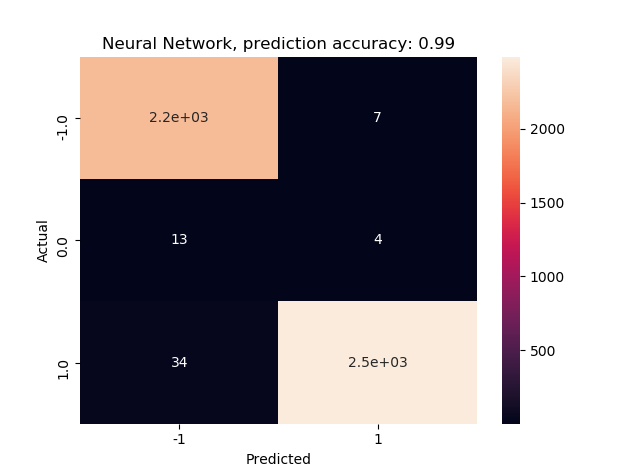 Neural Network, prediction accuracy: 0.99
Actual
-1.0
0.0
1.0
2.2e+03 7
13 4
34 2.5e+03
-1 1
Predicted
2000
1500
1000
500